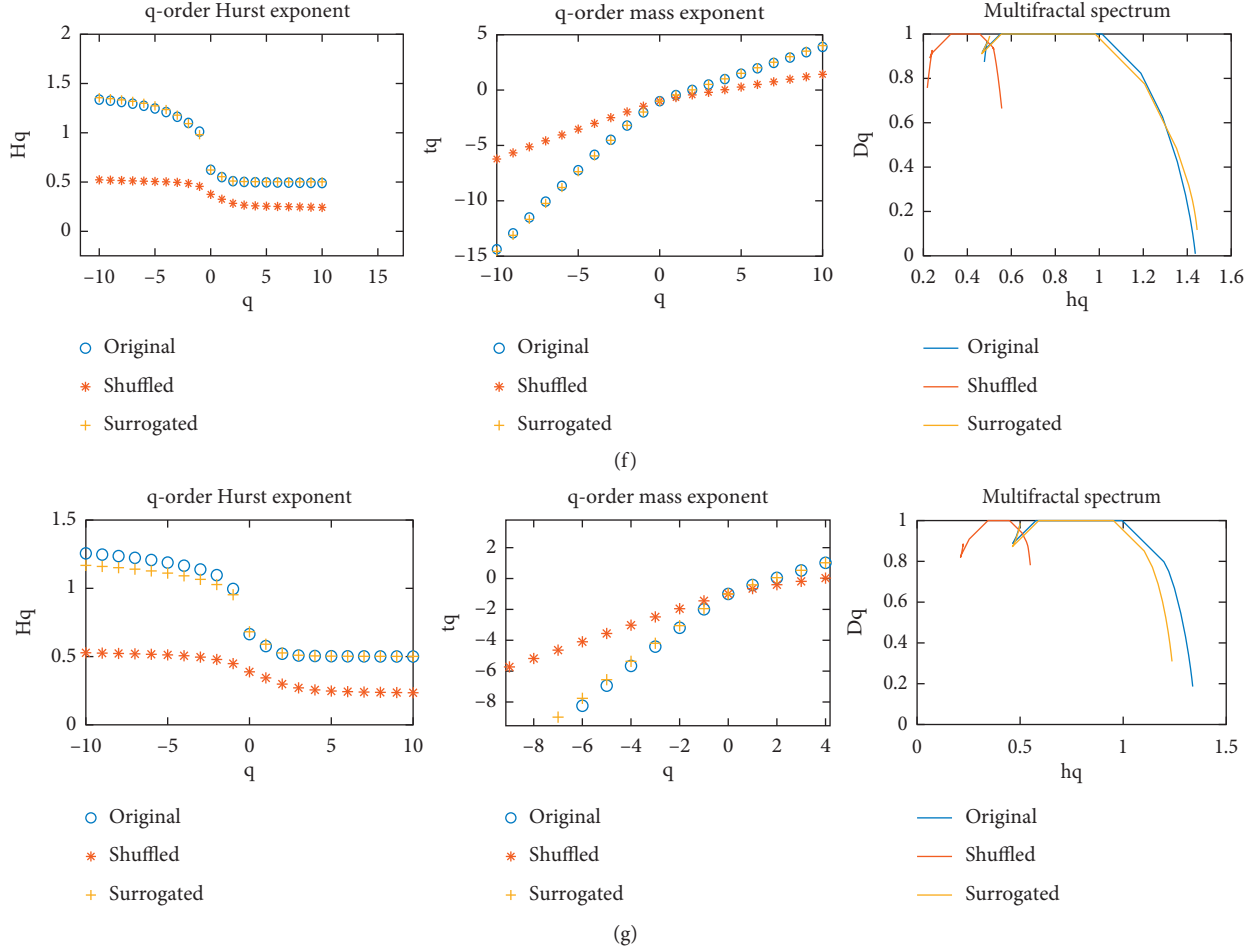 q-order Hurst exponent
2
1.5
1
0.5
0
Hq
−10 −5 0 5 10 15
q
Original
Shuffled
Surrogated
q-order mass exponent
5
0
−5
−10
−15
tq
−10 −5 0 5 10
q
Original
Shuffled
Surrogated
Multifractal spectrum
1
0.8
0.6
0.4
0.2
0
Dq
0.2 0.4 0.6 0.8 1 1.2 1.4 1.6
hq
Original
Shuffled
Surrogated
(f)
q-order Hurst exponent
1.5
1
0.5
0
Hq
−10 −5 0 5 10
q
Original
Shuffled
Surrogated
q-order mass exponent
2
0
−2
−4
−6
−8
tq
−8 −6 −4 −2 0 2 4
q
Original
Shuffled
Surrogated
Multifractal spectrum
1
0.8
0.6
0.4
0.2
0
Dq
0 0.5 1 1.5
hq
Original
Shuffled
Surrogated
(g)